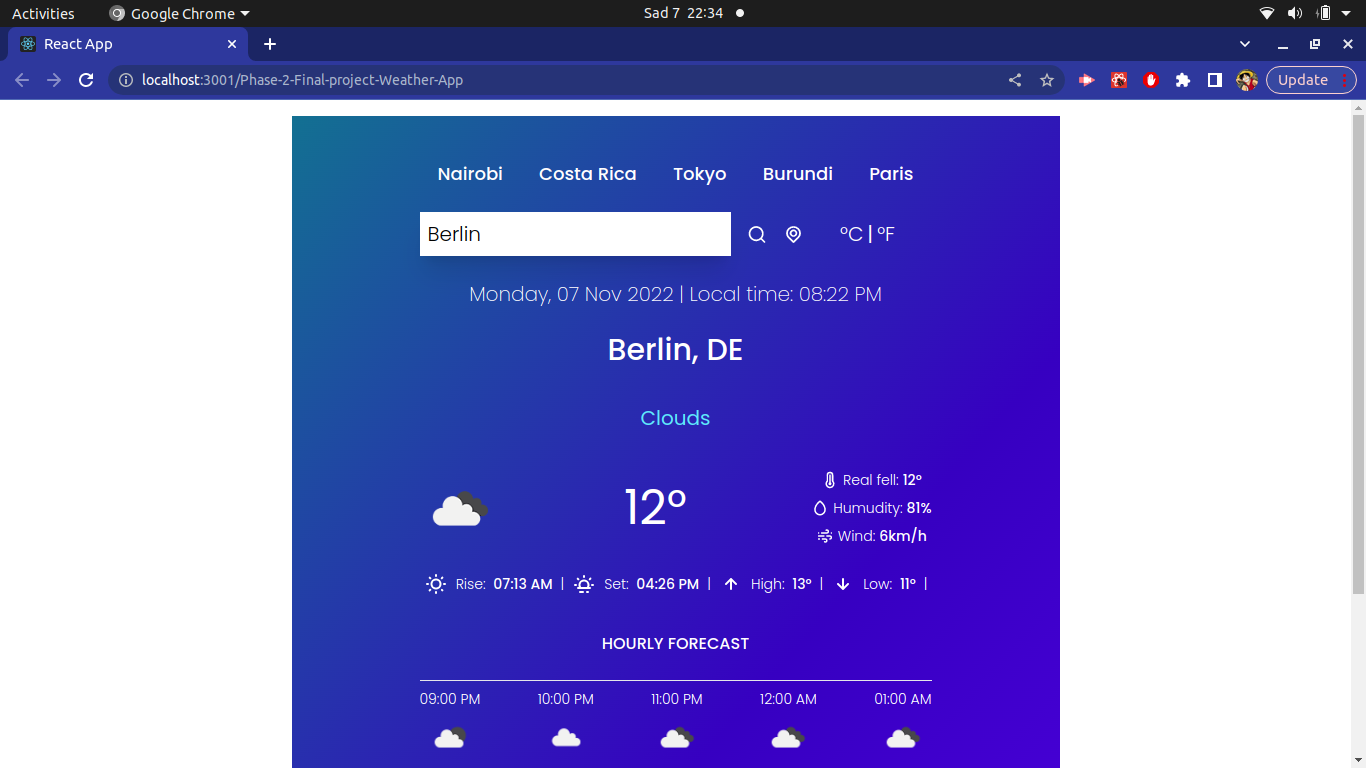 Activities Google Chrome Sad 7 22:34
React App
localhost:3001/Phase-2-Final-project-Weather-App Update
Nairobi Costa Rica Tokyo Burundi Paris
Berlin °C | °F
Monday, 07 Nov 2022 | Local time: 08:22 PM
Berlin, DE
Clouds
12°
Real fell: 12°
Humudity: 81%
Wind: 6km/h
Rise: 07:13 AM | Set: 04:26 PM | High: 13° | Low: 11° |
HOURLY FORECAST
09:00 PM 10:00 PM 11:00 PM 12:00 AM 01:00 AM